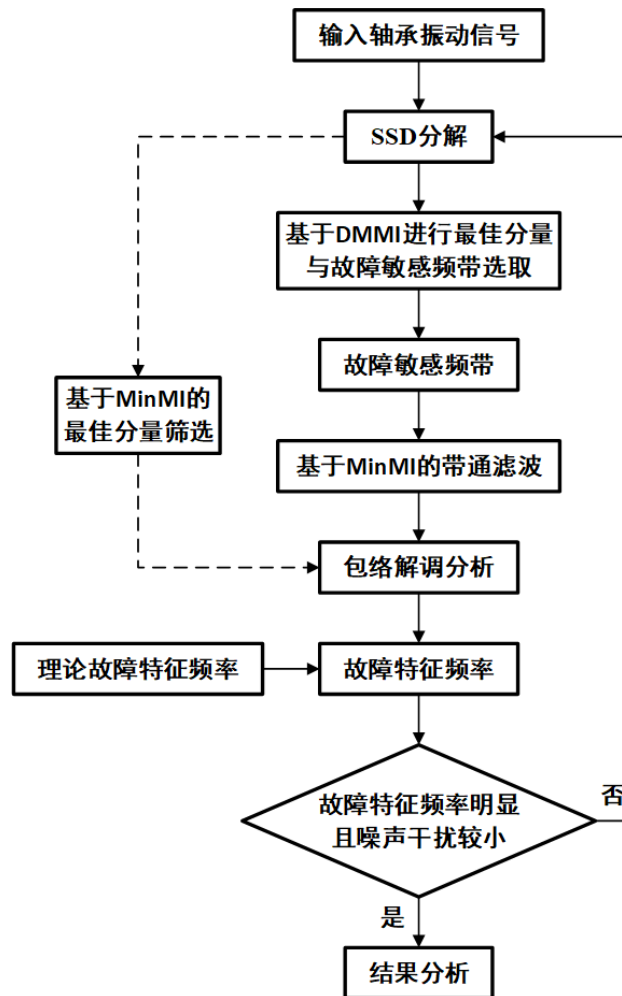 输入轴承振动信号
SSD分解
基于DMMI进行最佳分量
与故障敏感频带选取
故障敏感频带
基于MinMI的
最佳分量筛选
基于MinMI的带通滤波
包络解调分析
理论故障特征频率
故障特征频率
故障特征频率明显
且噪声干扰较小
否
是
结果分析